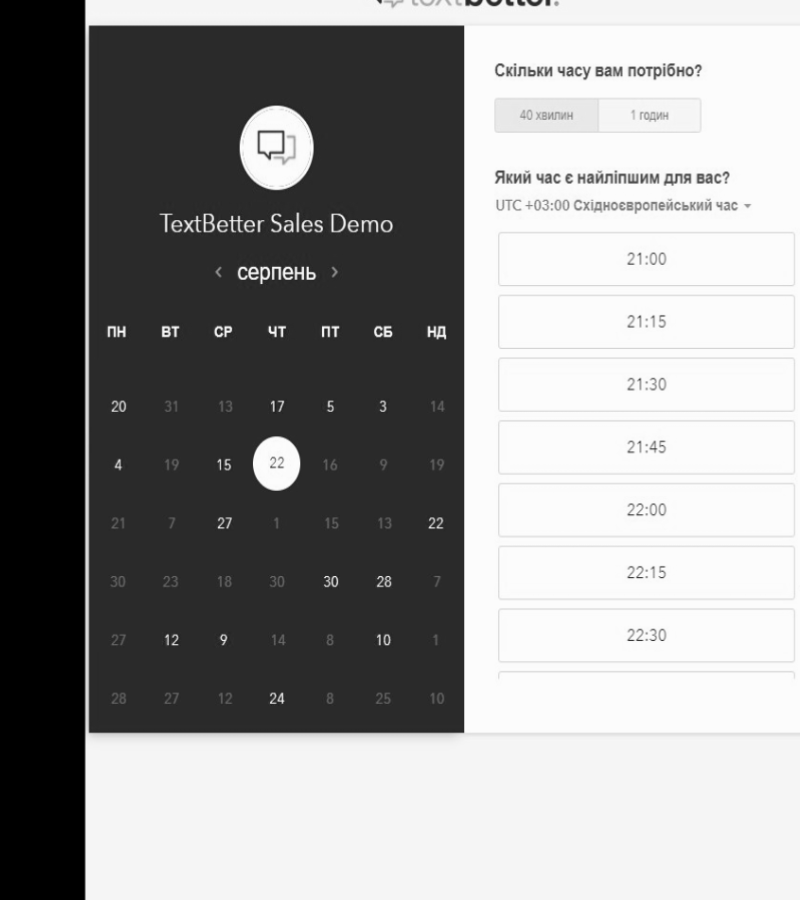 textbetter.
TextBetter Sales Demo
‹ серпень ›
ПН ВТ СР ЧТ ПТ СБ НД
20 31 13 17 5 3 14
4 19 15 22 16 9 19
21 7 27 1 15 13 22
30 23 18 30 30 28 7
27 12 9 14 8 10 1
28 27 12 24 8 25 10
Скільки часу вам потрібно?
40 хвилин 1 годин
Який час є найліпшим для вас?
UTC +03:00 Східноєвропейський час
21:00
21:15
21:30
21:45
22:00
22:15
22:30